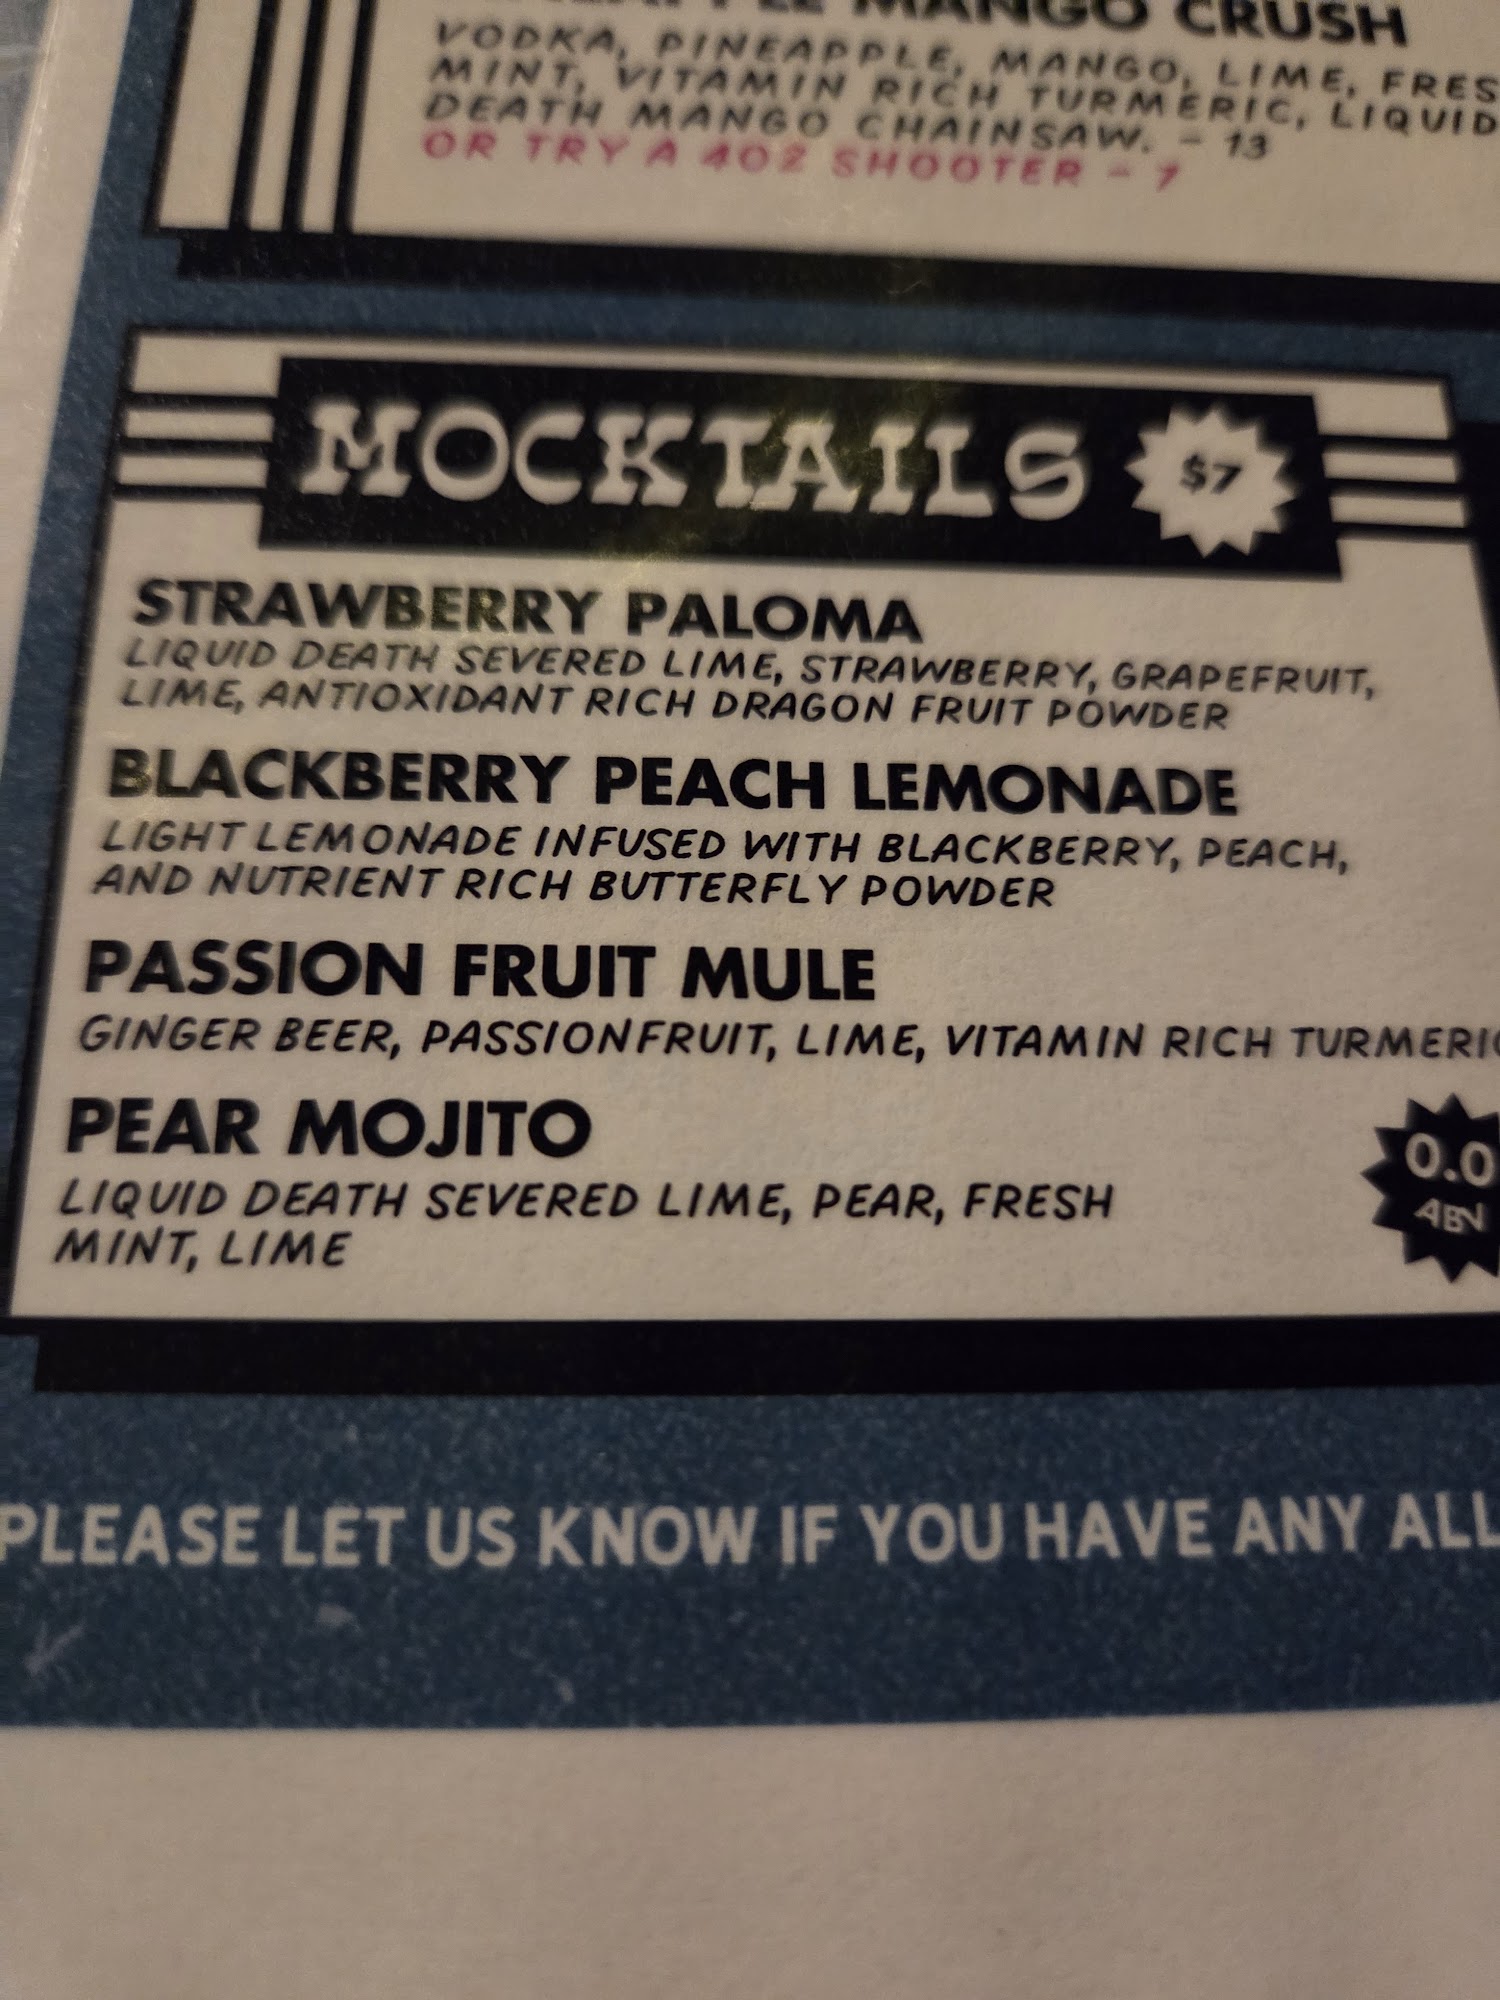 MANGO CRUSH
VODKA, PINEAPPLE, MANGO, LIME, FRES
MINT, VITAMIN RICH TURMERIC, LIQUID
DEATH MANGO CHAINSAW. - 13
OR TRY A 4OZ SHOOTER - 7
MOCKTAILS $7
STRAWBERRY PALOMA
LIQUID DEATH SEVERED LIME, STRAWBERRY, GRAPEFRUIT,
LIME, ANTIOXIDANT RICH DRAGON FRUIT POWDER
BLACKBERRY PEACH LEMONADE
LIGHT LEMONADE INFUSED WITH BLACKBERRY, PEACH,
AND NUTRIENT RICH BUTTERFLY POWDER
PASSION FRUIT MULE
GINGER BEER, PASSIONFRUIT, LIME, VITAMIN RICH TURMERIC
PEAR MOJITO
LIQUID DEATH SEVERED LIME, PEAR, FRESH
MINT, LIME
0.0
ABV
PLEASE LET US KNOW IF YOU HAVE ANY ALL